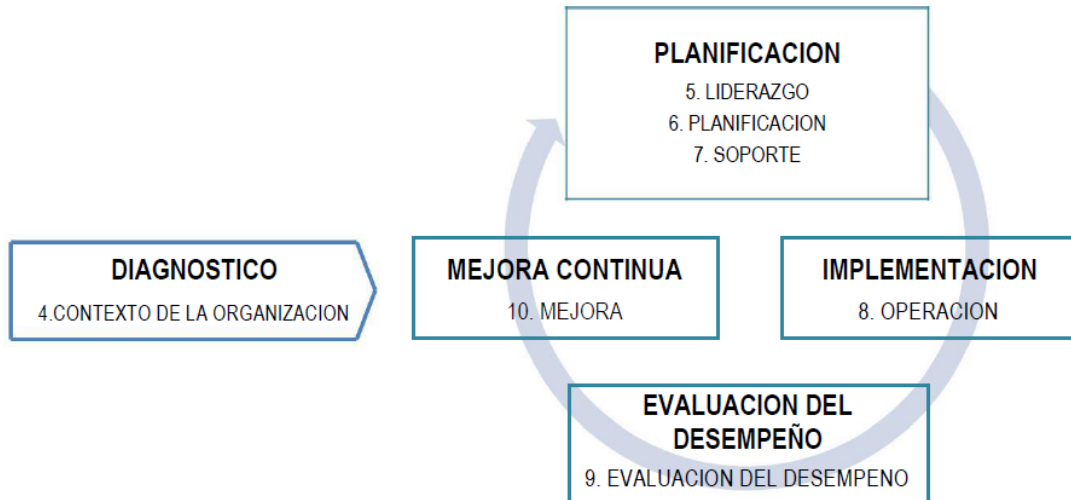 PLANIFICACION
5. LIDERAZGO
6. PLANIFICACION
7. SOPORTE
DIAGNOSTICO
4.CONTEXTO DE LA ORGANIZACION
MEJORA CONTINUA
10. MEJORA
IMPLEMENTACION
8. OPERACION
EVALUACION DEL
DESEMPEÑO
9. EVALUACION DEL DESEMPENO